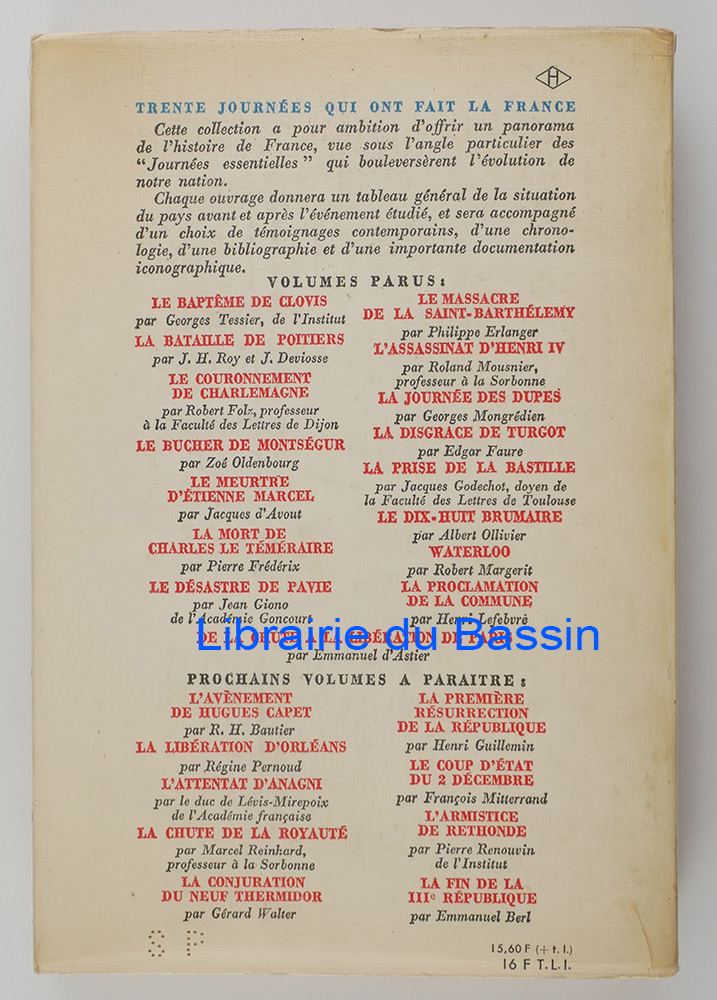 H
TRENTE JOURNÉES QUI ONT FAIT LA FRANCE
Cette collection a pour ambition d'offrir un panorama
de l'histoire de France, vue sous l'angle particulier des
"Journées essentielles" qui bouleversèrent l'évolution de
notre nation.
Chaque ouvrage donnera un tableau général de la situation
du pays avant et après l'événement étudié, et sera accompagné
d'un choix de témoignages contemporains, d'une chrono-
logie, d'une bibliographie et d'une importante documentation
iconographique.
VOLUMES PARUS :
LE BAPTÊME DE CLOVIS
par Georges Tessier, de l'Institut
LA BATAILLE DE POITIERS
par J. H. Roy et J. Deviosse
LE COURONNEMENT
DE CHARLEMAGNE
par Robert Folz, professeur
à la Faculté des Lettres de Dijon
LE BUCHER DE MONTSÉGUR
par Zoé Oldenbourg
LE MEURTRE
D'ÉTIENNE MARCEL
par Jacques d'Avout
LA MORT DE
CHARLES LE TÉMÉRAIRE
par Pierre Frédérix
LE DÉSASTRE DE PAVIE
par Jean Giono
de l'Académie Goncourt
LE MASSACRE
DE LA SAINT-BARTHÉLEMY
par Philippe Erlanger
L'ASSASSINAT D'HENRI IV
par Roland Mousnier,
professeur à la Sorbonne
LA JOURNÉE DES DUPES
par Georges Mongrédien
LA DISGRACE DE TURGOT
par Edgar Faure
LA PRISE DE LA BASTILLE
par Jacques Godechot, doyen de
la Faculté des Lettres de Toulouse
LE DIX-HUIT BRUMAIRE
par Albert Ollivier
WATERLOO
par Robert Margerit
LA PROCLAMATION
DE LA COMMUNE
par Henri Lefebvre
DE LA CHUTE A LA LIBÉRATION DE PARIS
par Emmanuel d'Astier
Librairie du Bassin
PROCHAINS VOLUMES A PARAITRE :
L'AVÈNEMENT
DE HUGUES CAPET
par R. H. Bautier
LA LIBÉRATION D'ORLÉANS
par Régine Pernoud
L'ATTENTAT D'ANAGNI
par le duc de Lévis-Mirepoix
de l'Académie française
LA CHUTE DE LA ROYAUTÉ
par Marcel Reinhard,
professeur à la Sorbonne
LA CONJURATION
DU NEUF THERMIDOR
par Gérard Walter
LA PREMIÈRE
RÉSURRECTION
DE LA RÉPUBLIQUE
par Henri Guillemin
LE COUP D'ÉTAT
DU 2 DÉCEMBRE
par François Mitterrand
L'ARMISTICE
DE RETHONDE
par Pierre Renouvin
de l'Institut
LA FIN DE LA
IIIe RÉPUBLIQUE
par Emmanuel Berl
S P
15,60 F (+ t. l.)
16 F T.L.I.